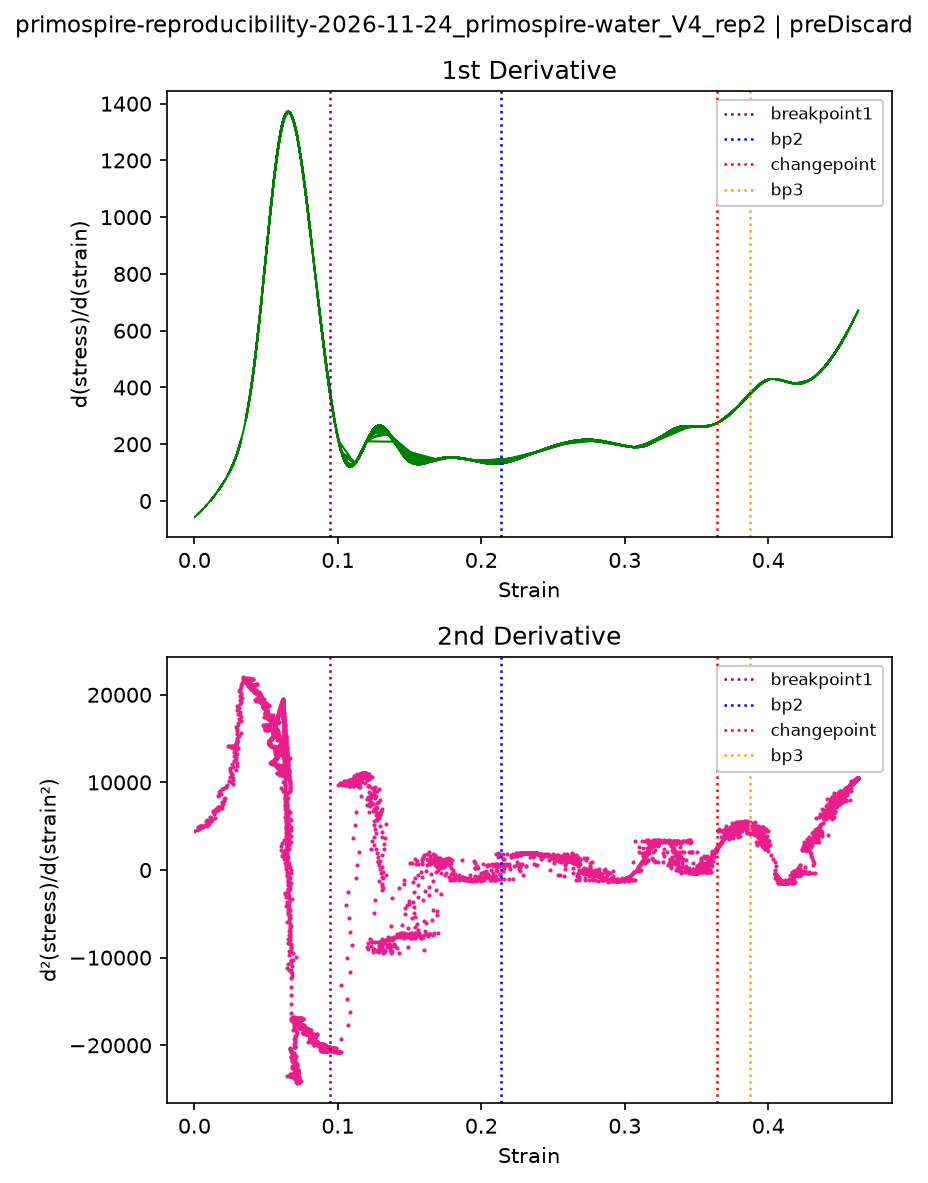 primospire-reproducibility-2026-11-24_primospire-water_V4_rep2 | preDiscard
1st Derivative
d(stress)/d(strain)
1400
1200
1000
800
600
400
200
0
breakpoint1
bp2
changepoint
bp3
0.0 0.1 0.2 0.3 0.4
Strain
2nd Derivative
d²(stress)/d(strain²)
20000
10000
0
−10000
−20000
breakpoint1
bp2
changepoint
bp3
0.0 0.1 0.2 0.3 0.4
Strain